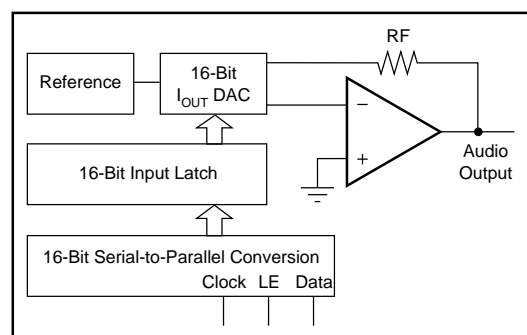 RF
Reference
16-Bit
I_OUT DAC
−
+
Audio
Output
16-Bit Input Latch
16-Bit Serial-to-Parallel Conversion
Clock LE Data